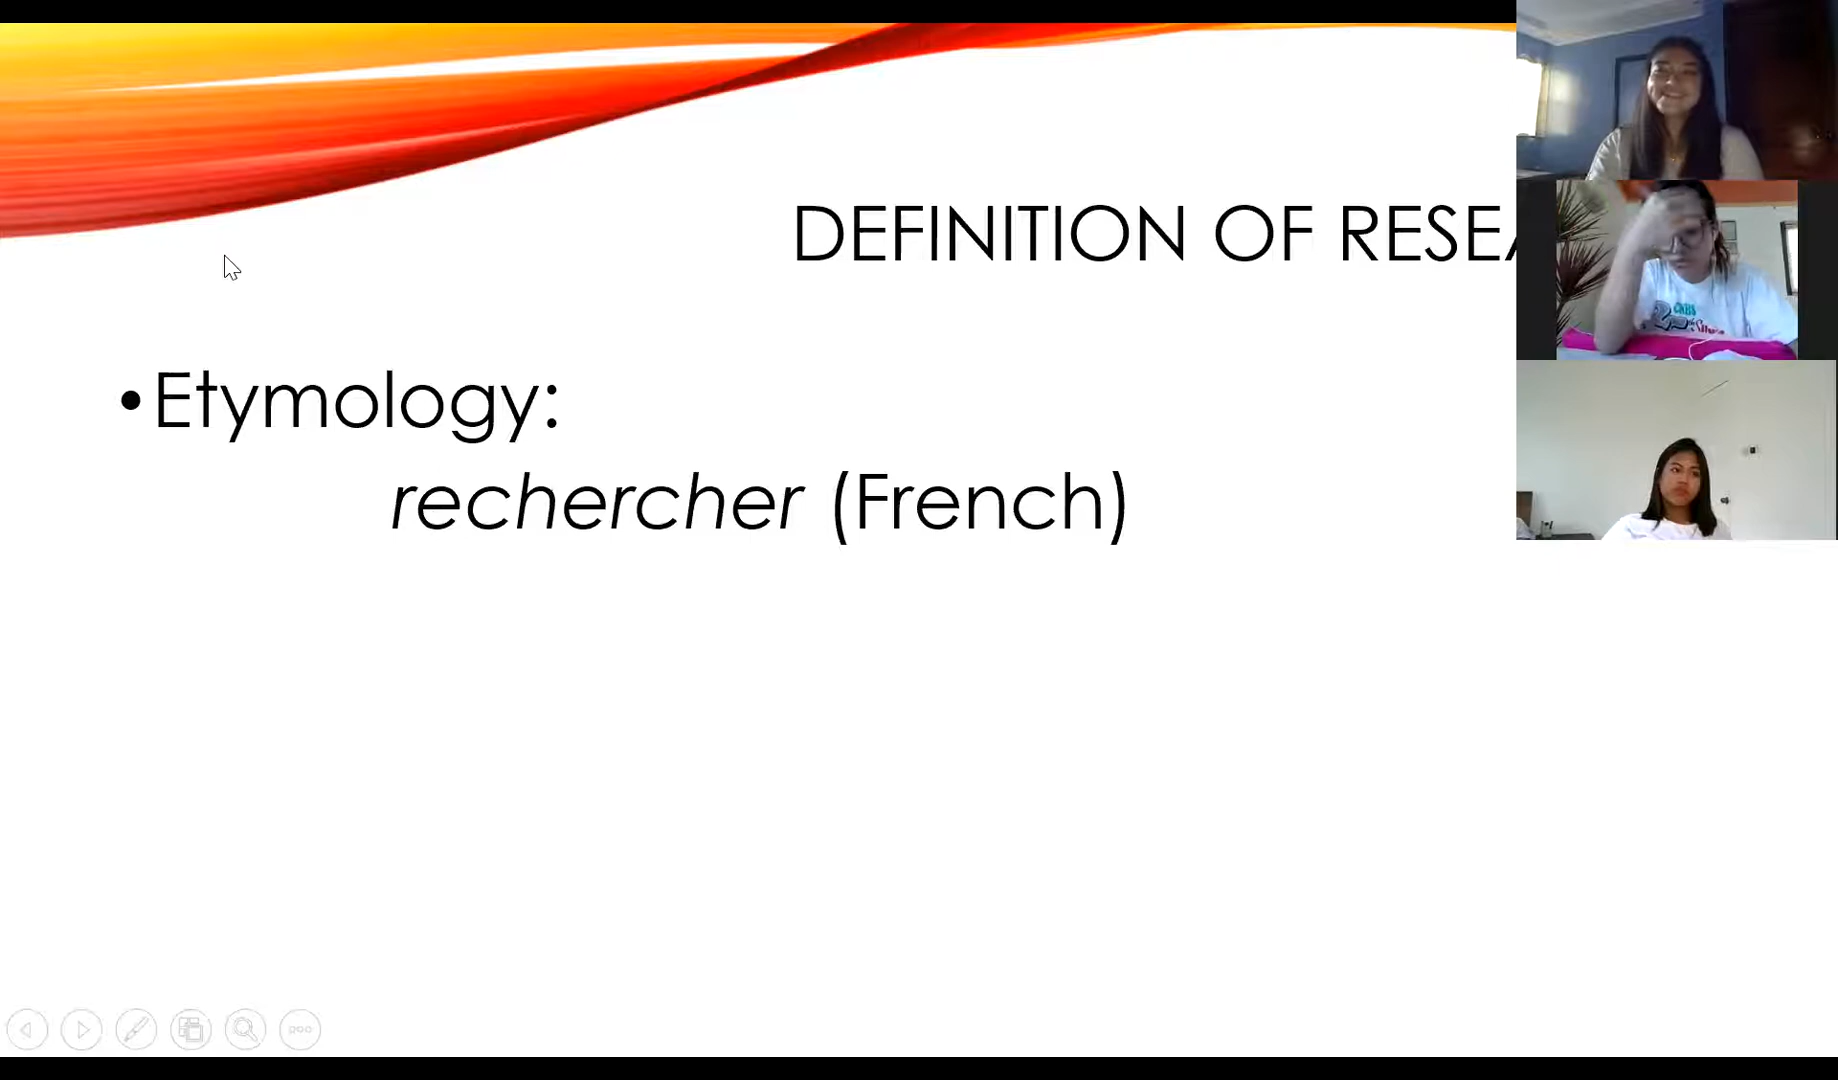 DEFINITION OF RESEA
• Etymology:
rechercher (French)